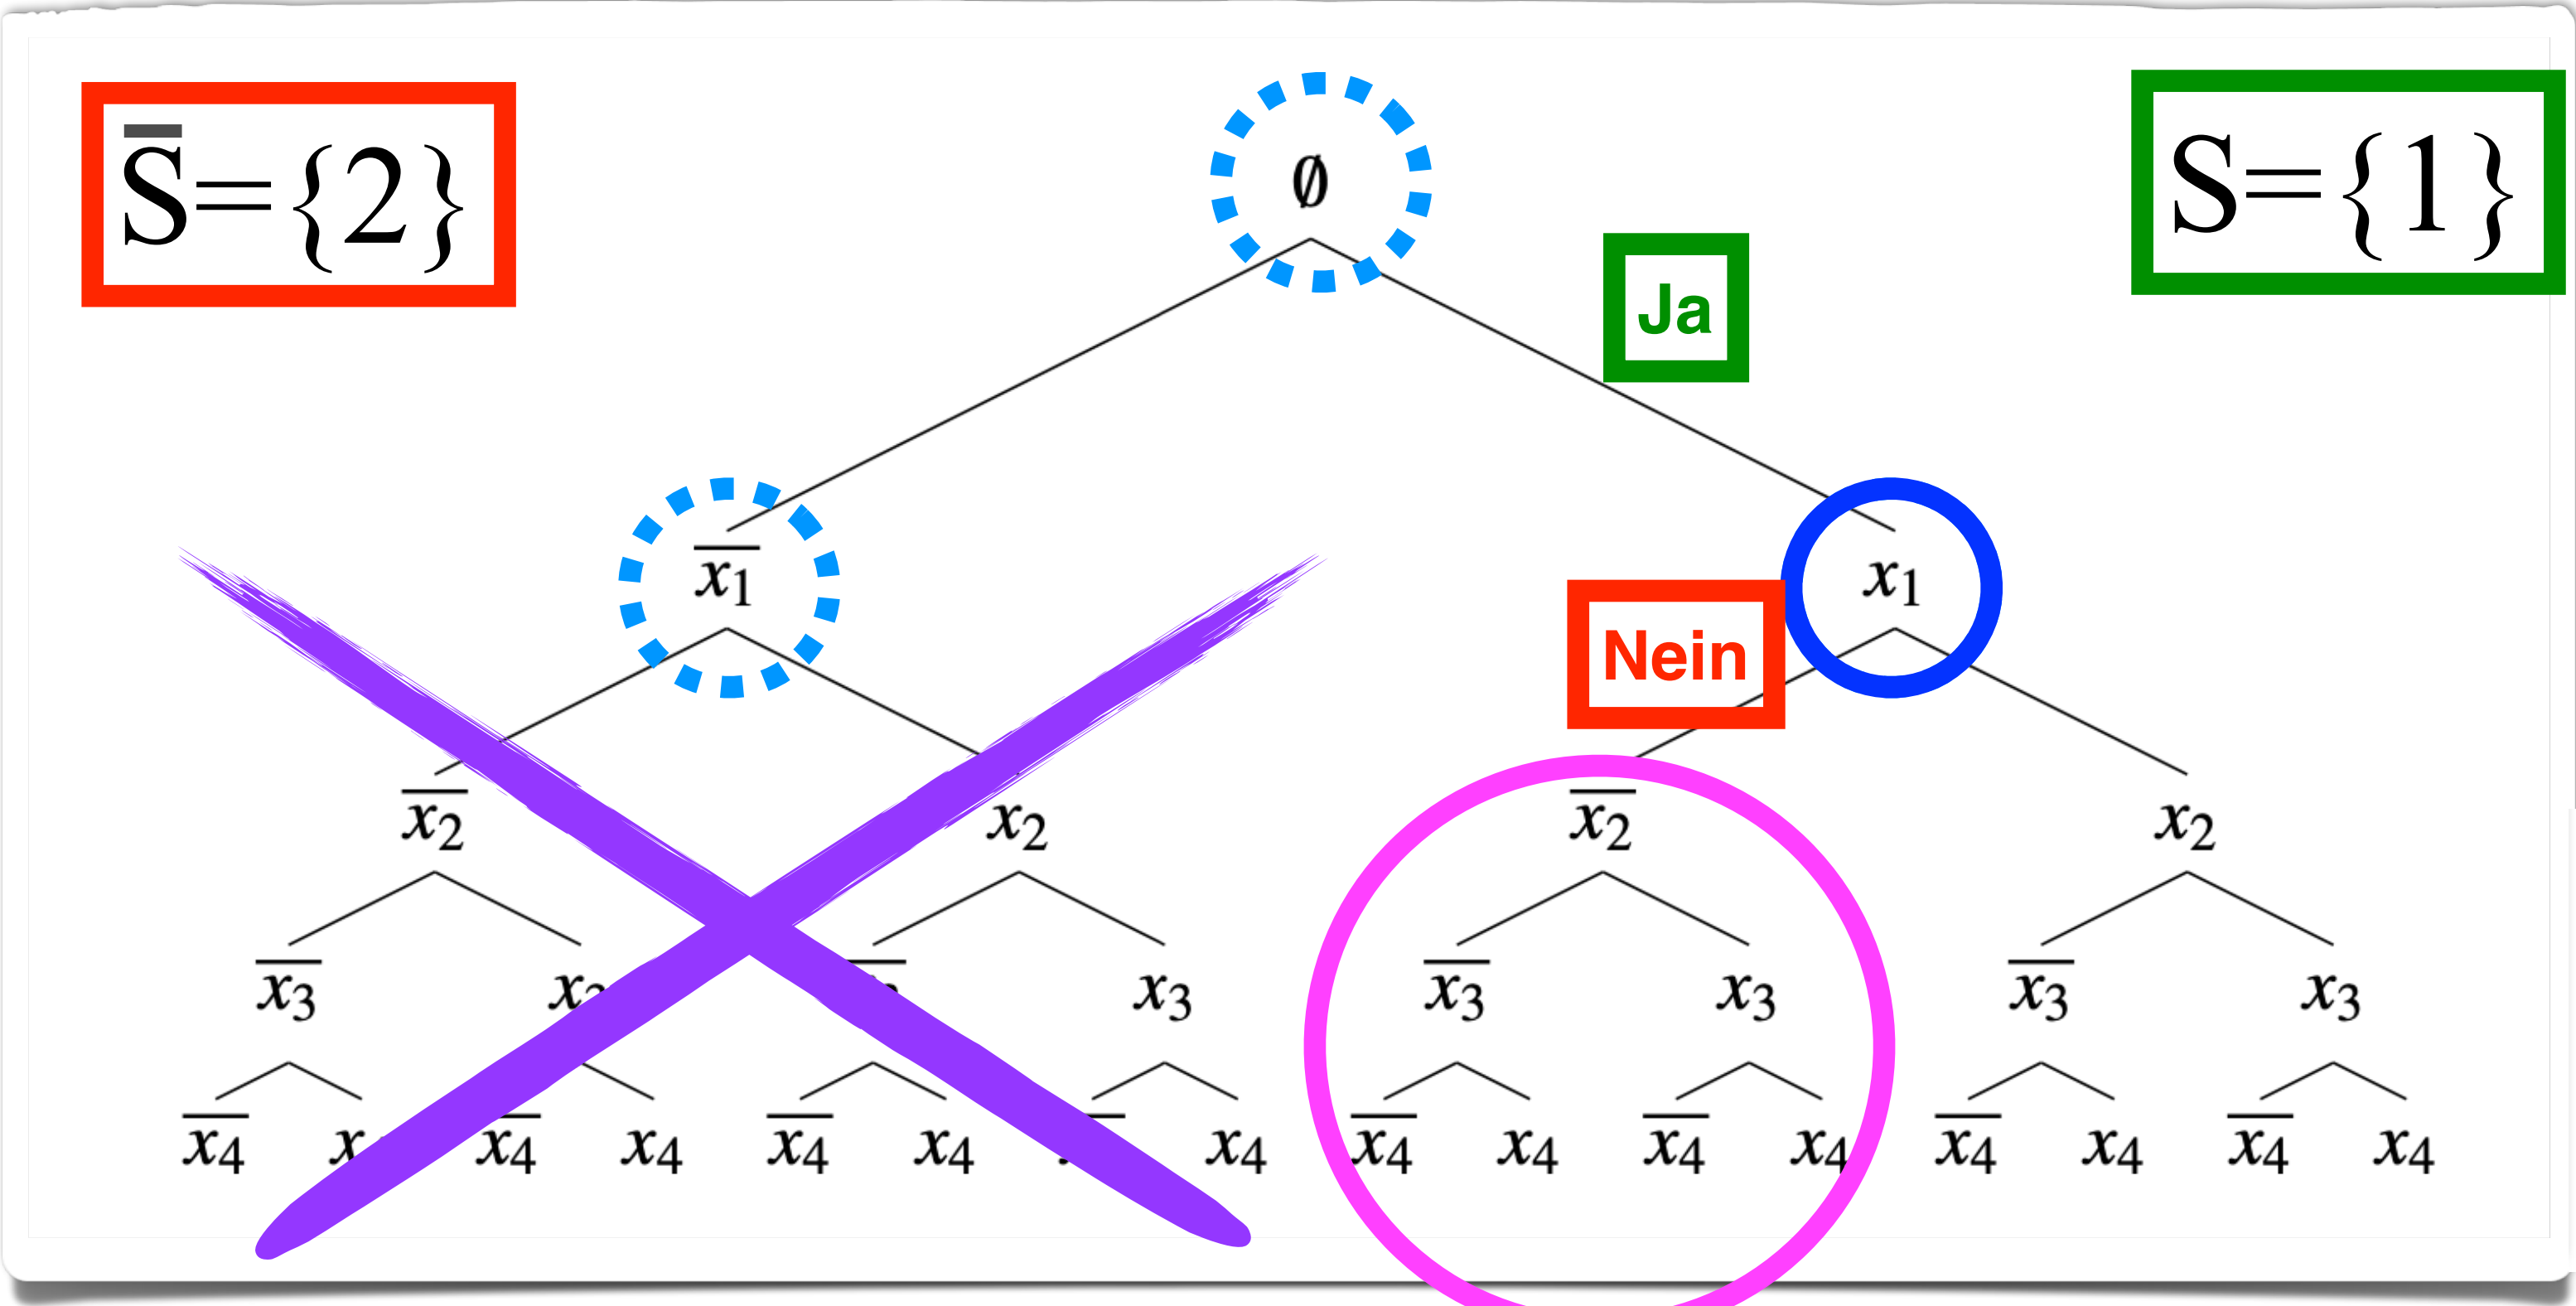 S̅={2}
∅
S={1}
Ja
x̅₁
x₁
Nein
x̅₂ x₂ x̅₂ x₂
x̅₃ x₃ x̅₃ x₃ x̅₃ x₃
x̅₄ x̅₄ x₄ x̅₄ x₄ x₄ x̅₄ x₄ x̅₄ x₄ x̅₄ x₄ x̅₄ x₄